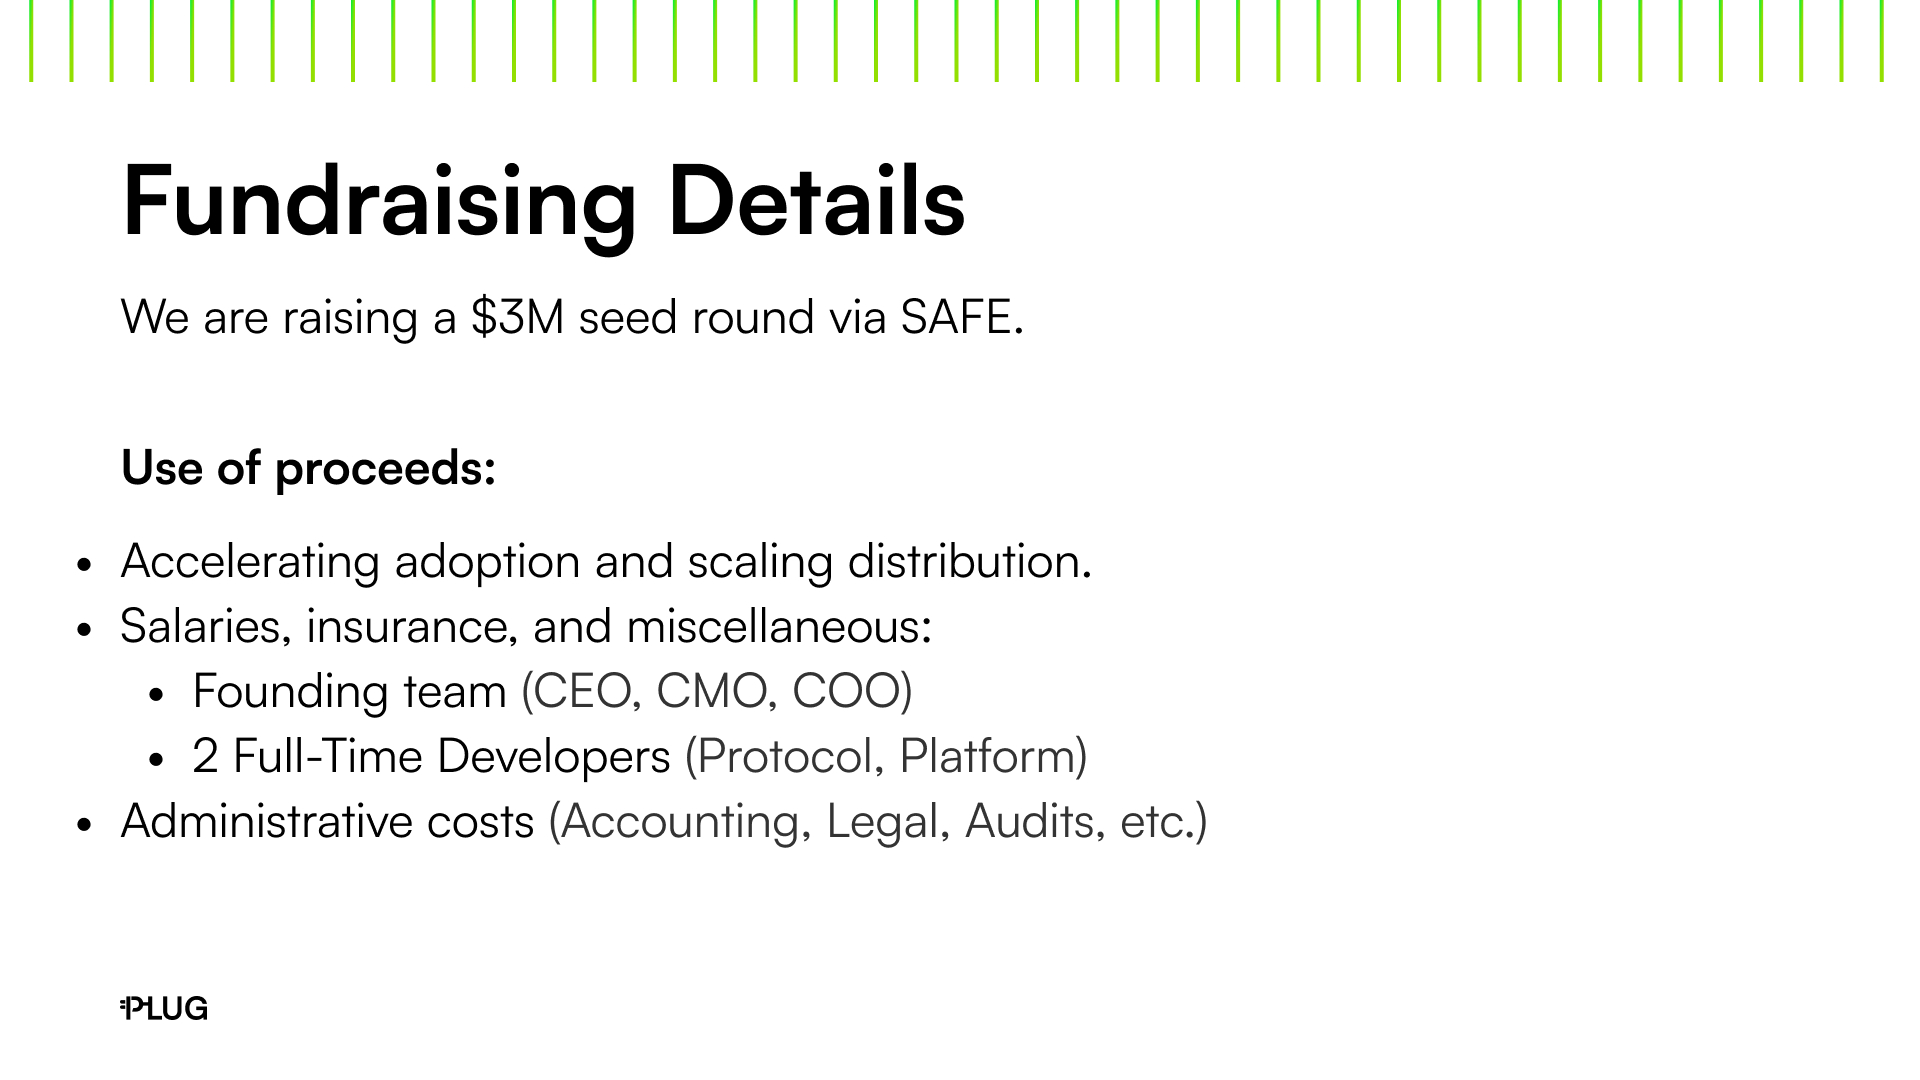 Fundraising Details
We are raising a $3M seed round via SAFE.
Use of proceeds:
• Accelerating adoption and scaling distribution.
• Salaries, insurance, and miscellaneous:
• Founding team (CEO, CMO, COO)
• 2 Full-Time Developers (Protocol, Platform)
• Administrative costs (Accounting, Legal, Audits, etc.)
PLUG